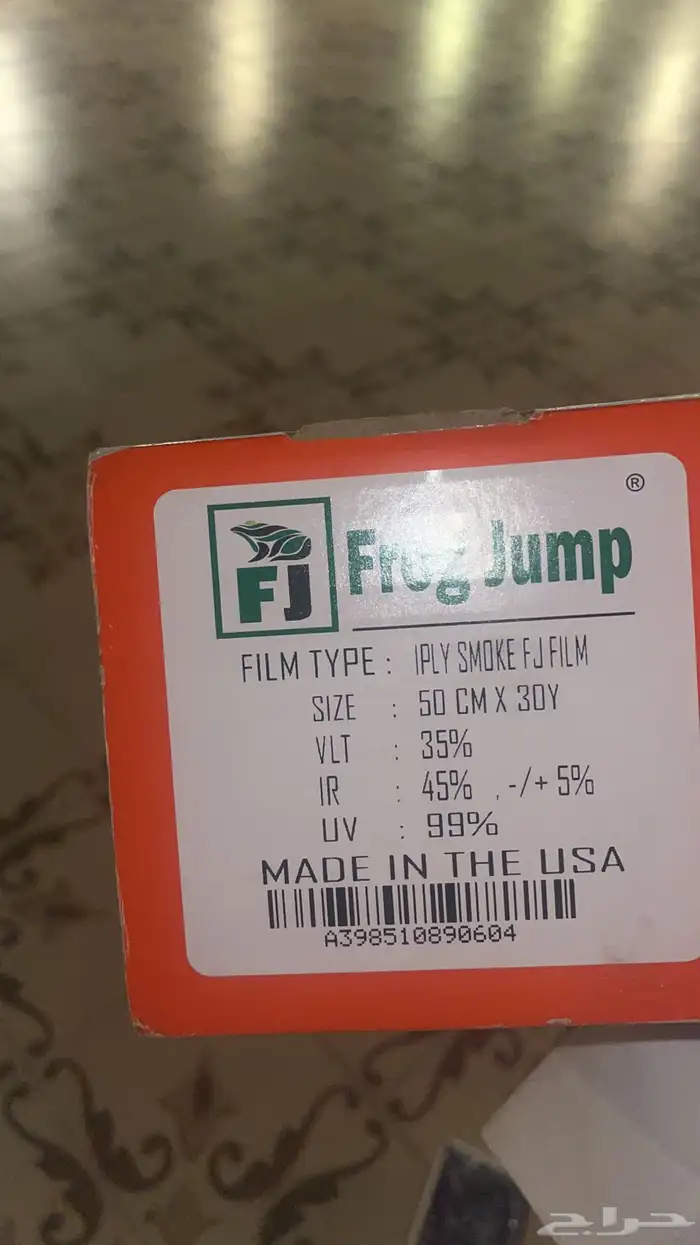 ®
FJ
Frog Jump
FILM TYPE : 1PLY SMOKE FJ FILM
SIZE : 50 CM X 30Y
VLT : 35%
IR : 45% , -/+ 5%
UV : 99%
MADE IN THE USA
A398510890604
حراج